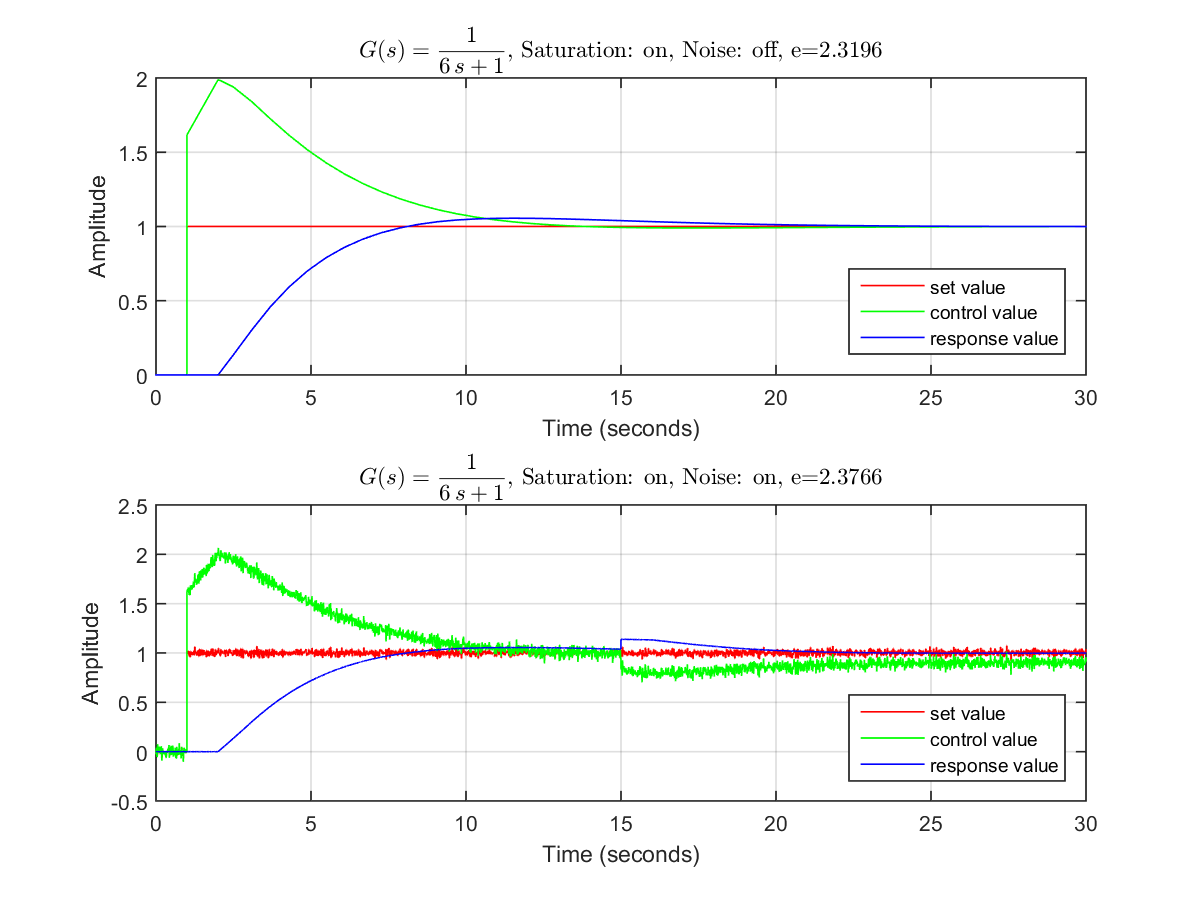 G(s) = 1/(6 s + 1), Saturation: on, Noise: off, e=2.3196
2
1.5
1
0.5
0
Amplitude
set value
control value
response value
0 5 10 15 20 25 30
Time (seconds)
G(s) = 1/(6 s + 1), Saturation: on, Noise: on, e=2.3766
2.5
2
1.5
1
0.5
0
-0.5
Amplitude
set value
control value
response value
0 5 10 15 20 25 30
Time (seconds)